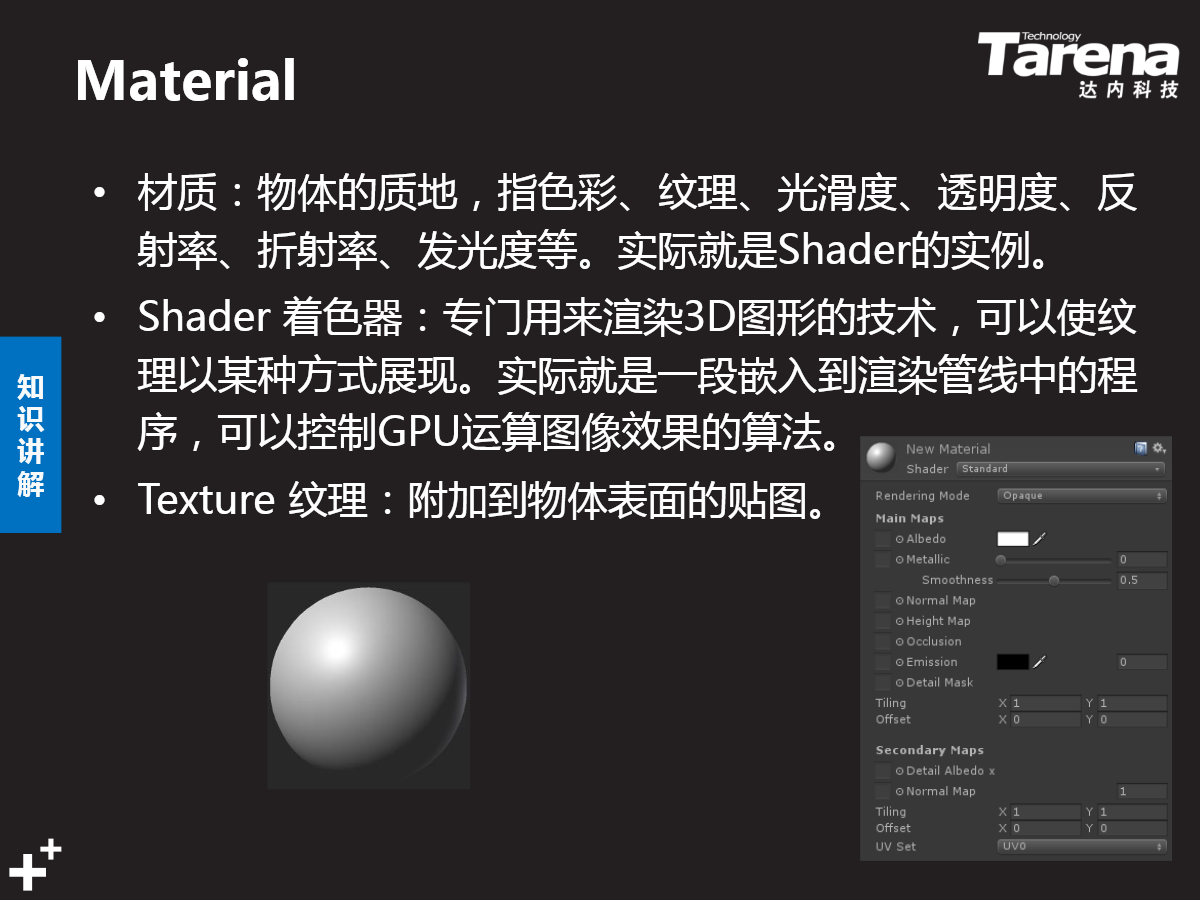 Material
Technology
Tarena
达内科技
• 材质：物体的质地，指色彩、纹理、光滑度、透明度、反
射率、折射率、发光度等。实际就是Shader的实例。
• Shader 着色器：专门用来渲染3D图形的技术，可以使纹
理以某种方式展现。实际就是一段嵌入到渲染管线中的程
序，可以控制GPU运算图像效果的算法。
• Texture 纹理：附加到物体表面的贴图。
知识讲解
New Material
Shader Standard
Rendering Mode Opaque
Main Maps
Albedo
Metallic 0
Smoothness 0.5
Normal Map
Height Map
Occlusion
Emission 0
Detail Mask
Tiling X 1 Y 1
Offset X 0 Y 0
Secondary Maps
Detail Albedo x
Normal Map 1
Tiling X 1 Y 1
Offset X 0 Y 0
UV Set UV0